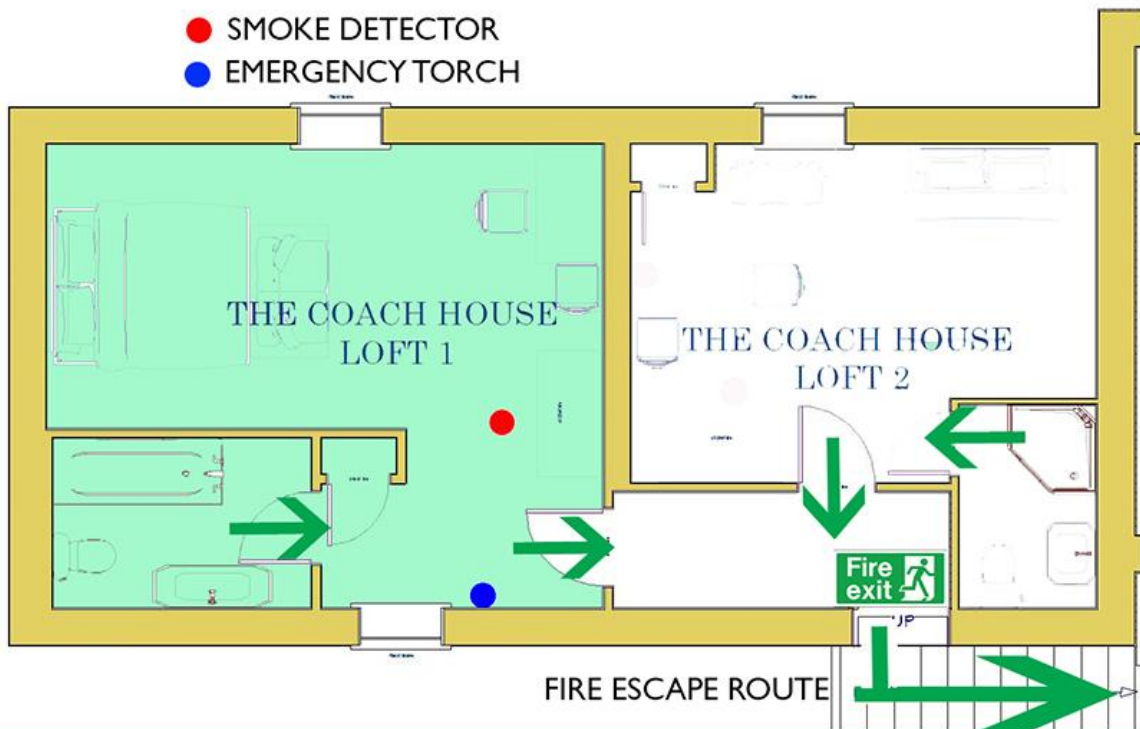 SMOKE DETECTOR
EMERGENCY TORCH
THE COACH HOUSE
LOFT 1
THE COACH HOUSE
LOFT 2
Fire
exit
UP
FIRE ESCAPE ROUTE